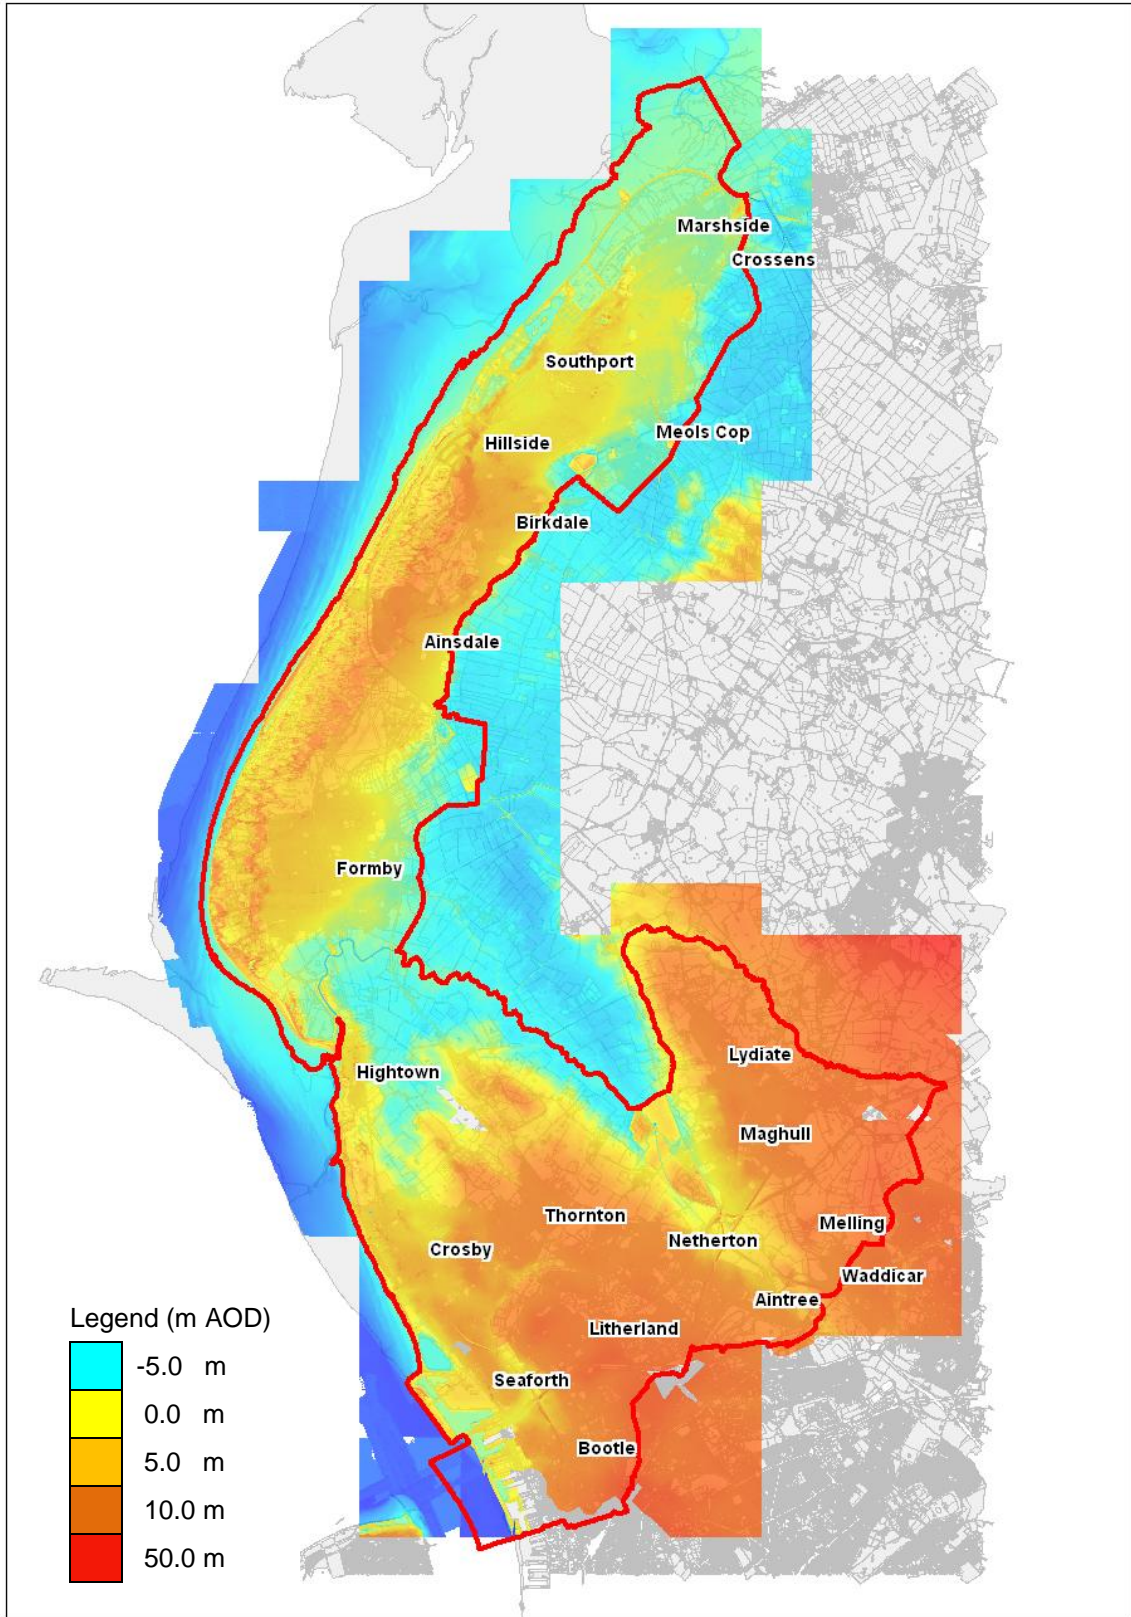 Marshside
Crossens
Southport
Meols Cop
Hillside
Birkdale
Ainsdale
Formby
Lydiate
Hightown
Maghull
Thornton
Melling
Netherton
Crosby
Waddicar
Aintree
Litherland
Seaforth
Bootle
Legend (m AOD)
-5.0 m
0.0 m
5.0 m
10.0 m
50.0 m